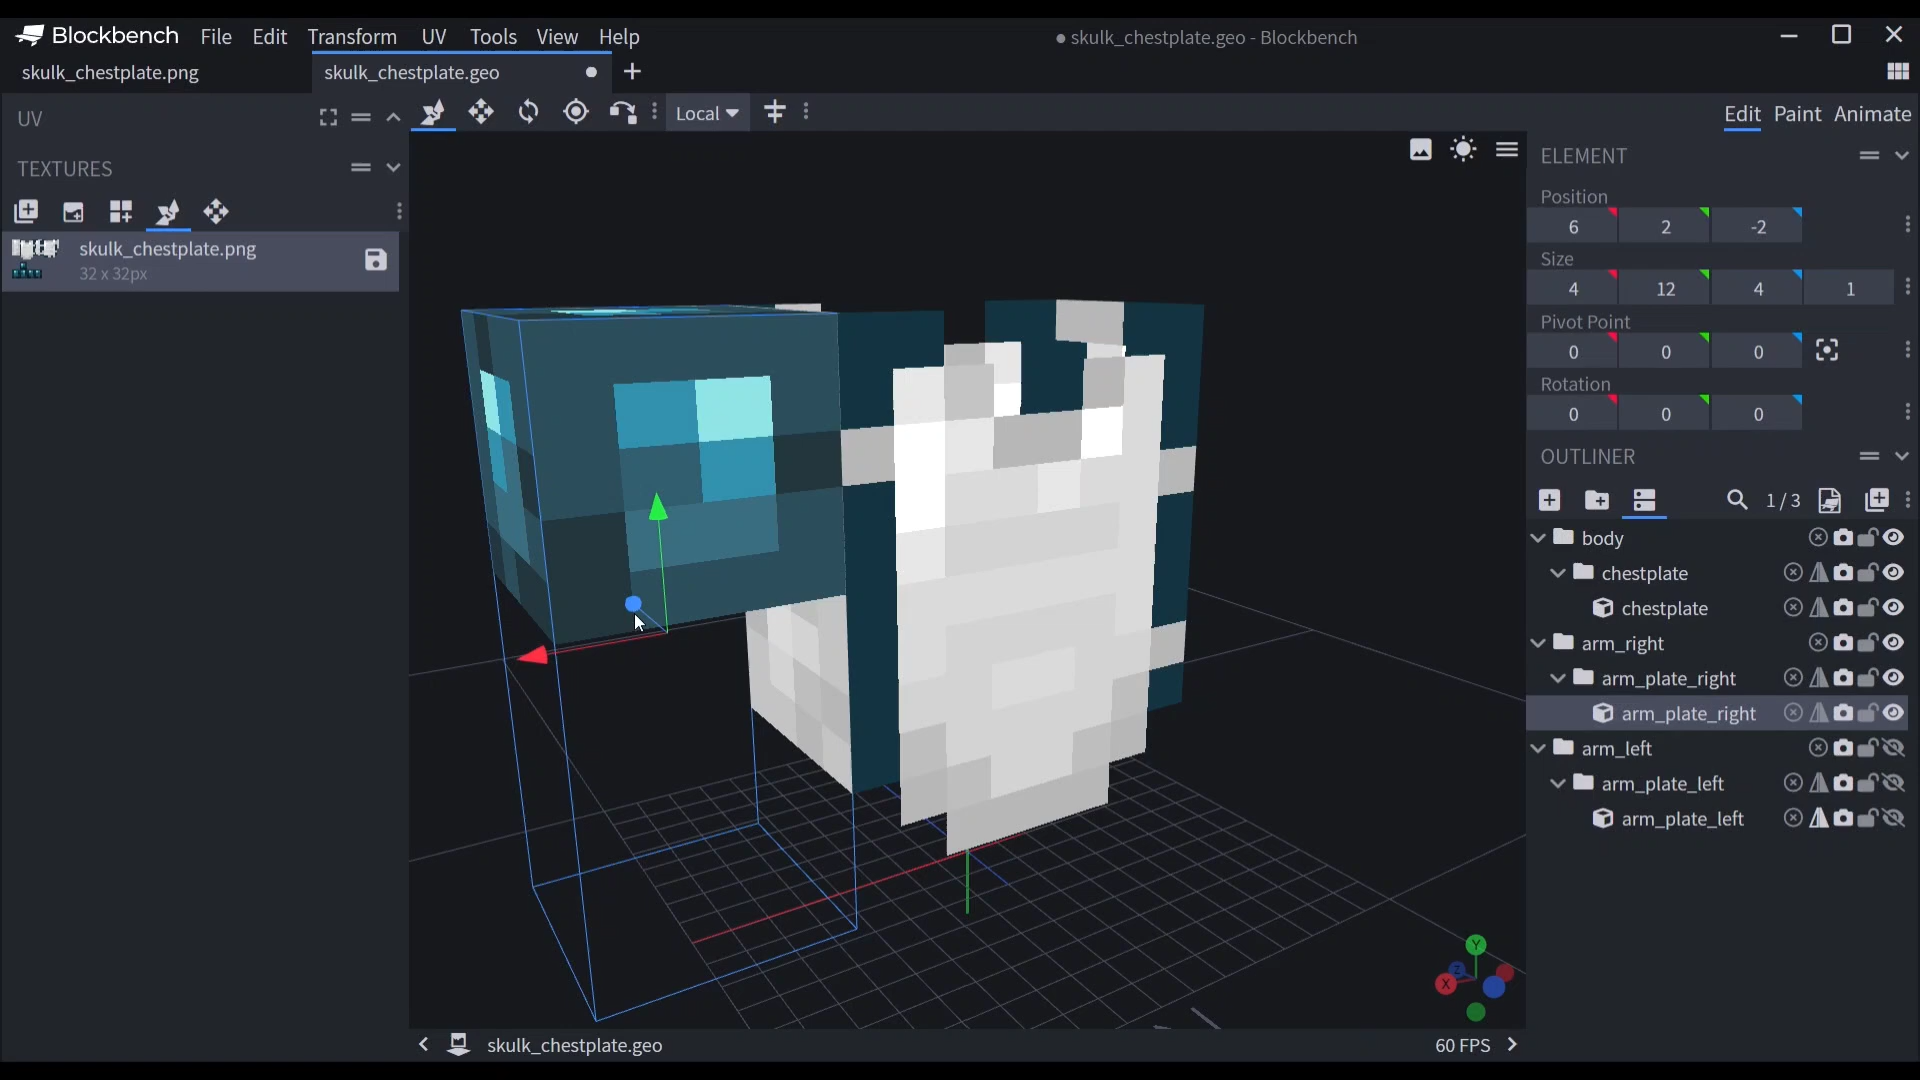 Blockbench File Edit Transform UV Tools View Help
skulk_chestplate.geo - Blockbench
skulk_chestplate.png
skulk_chestplate.geo
UV
Local
Edit Paint Animate
TEXTURES
skulk_chestplate.png
32 x 32px
ELEMENT
Position
6 2 -2
Size
4 12 4 1
Pivot Point
0 0 0
Rotation
0 0 0
OUTLINER
1 / 3
body
chestplate
chestplate
arm_right
arm_plate_right
arm_plate_right
arm_left
arm_plate_left
arm_plate_left
Y
Z
X
skulk_chestplate.geo
60 FPS